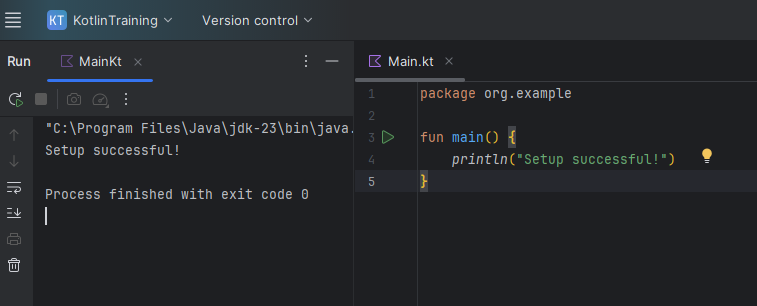 KT KotlinTraining Version control
Run MainKt
"C:\Program Files\Java\jdk-23\bin\java.
Setup successful!
Process finished with exit code 0
Main.kt
1 package org.example
2
3 fun main() {
4 println("Setup successful!")
5 }